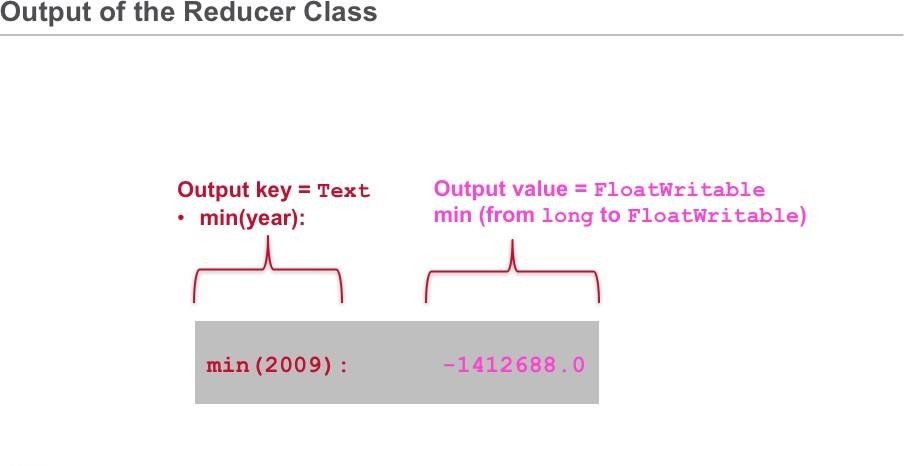 Output of the Reducer Class
Output key = Text
• min(year):
Output value = FloatWritable
min (from long to FloatWritable)
min(2009): -1412688.0